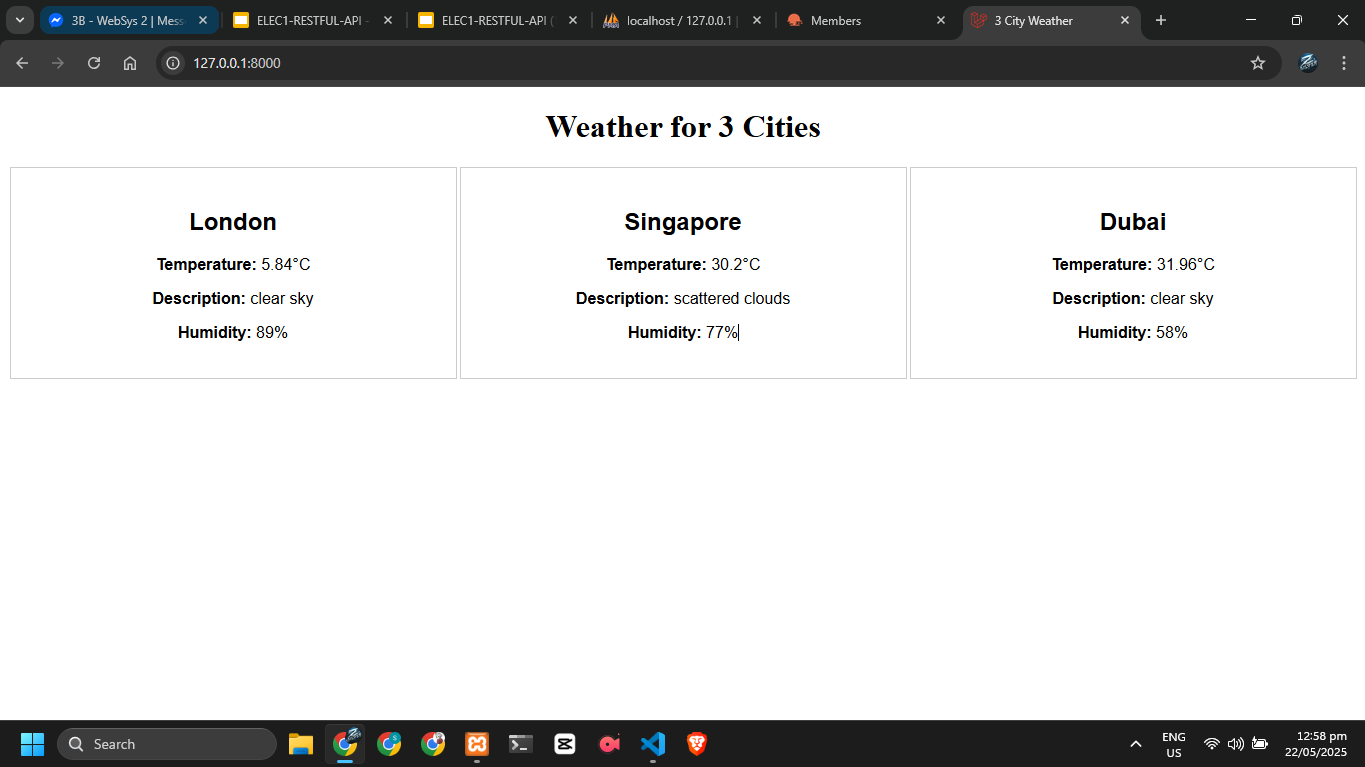 3B - WebSys 2 | Mess
ELEC1-RESTFUL-API -
ELEC1-RESTFUL-API (
localhost / 127.0.0.1 |
Members
3 City Weather
127.0.0.1:8000
Weather for 3 Cities
London
Temperature: 5.84°C
Description: clear sky
Humidity: 89%
Singapore
Temperature: 30.2°C
Description: scattered clouds
Humidity: 77%
Dubai
Temperature: 31.96°C
Description: clear sky
Humidity: 58%
Search
ENG
US
12:58 pm
22/05/2025